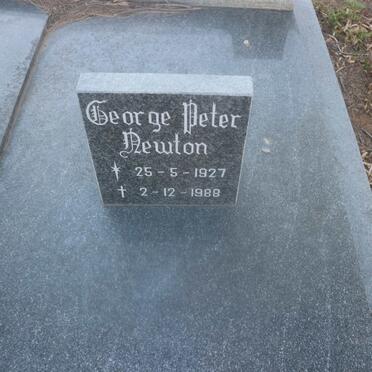 George Peter
Newton
* 25-5-1927
† 2-12-1988